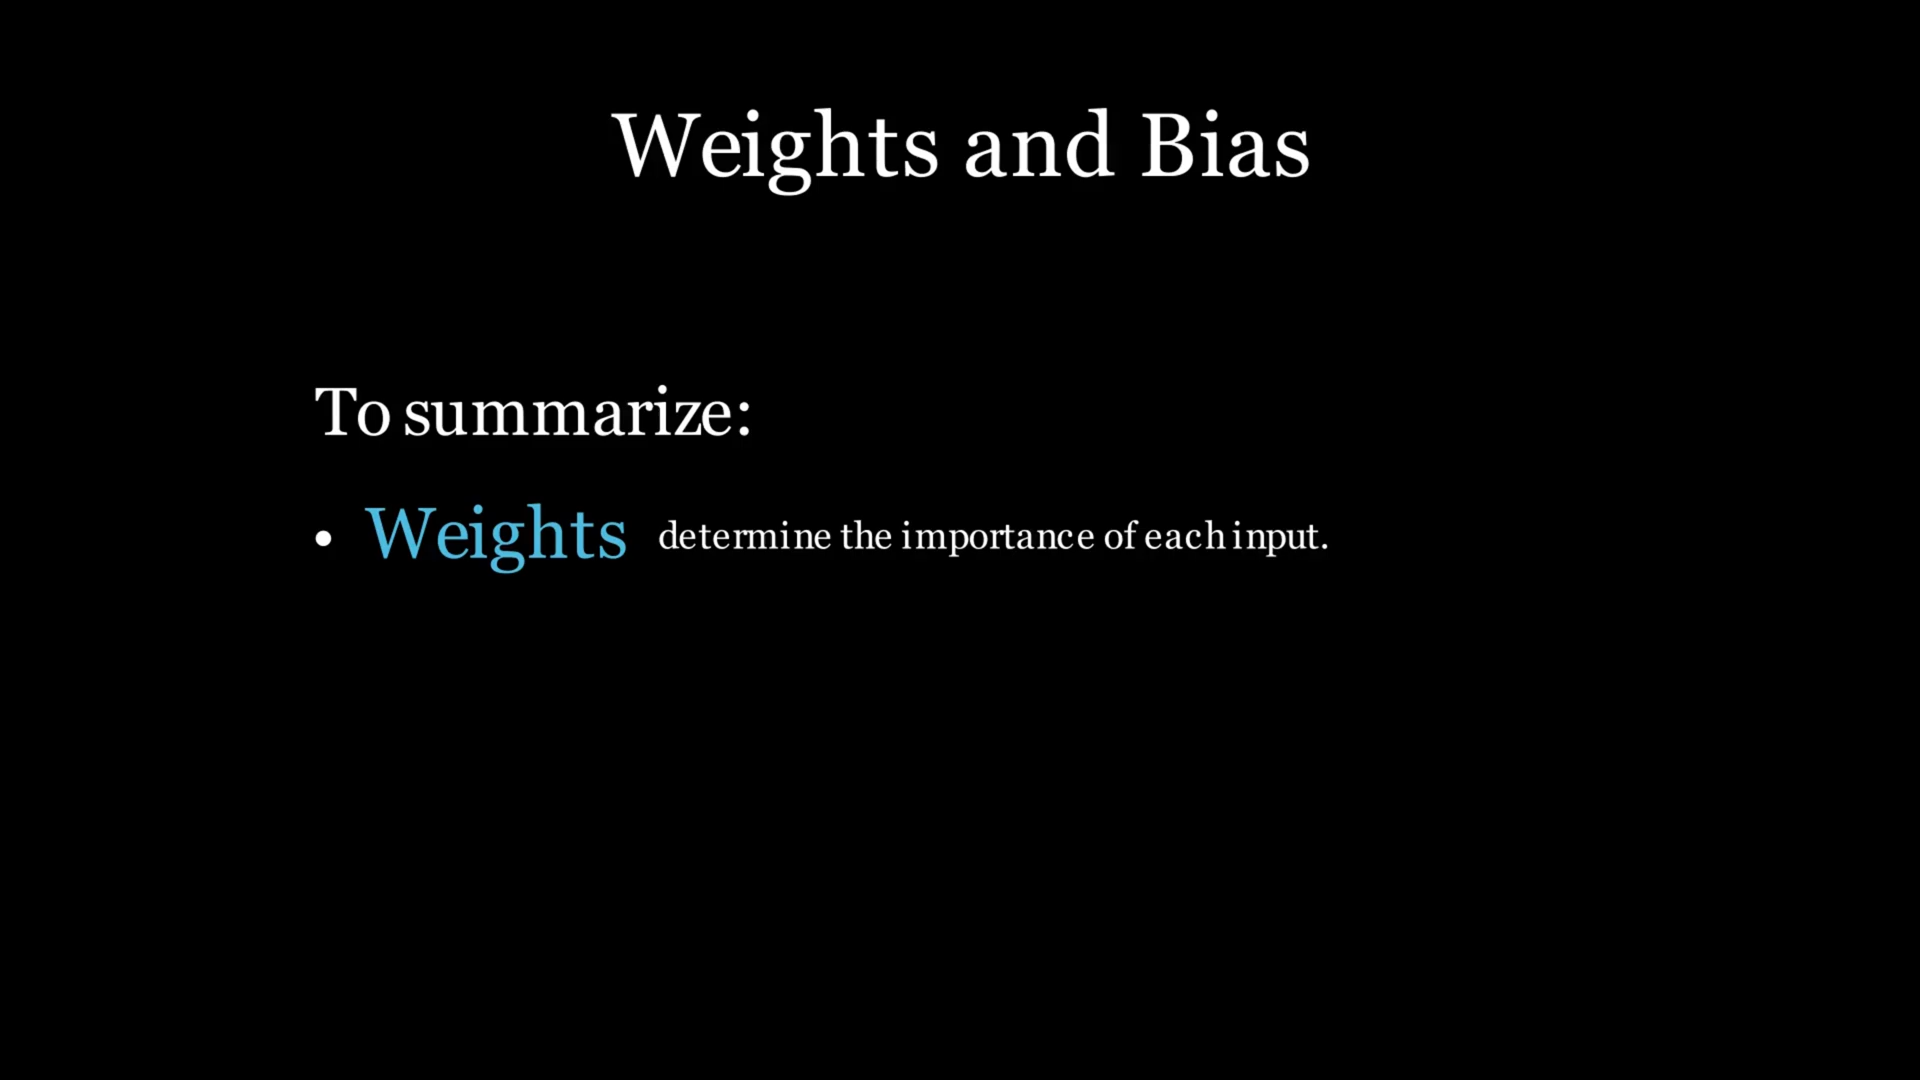 Weights and Bias
To summarize:
• Weights determine the importance of each input.